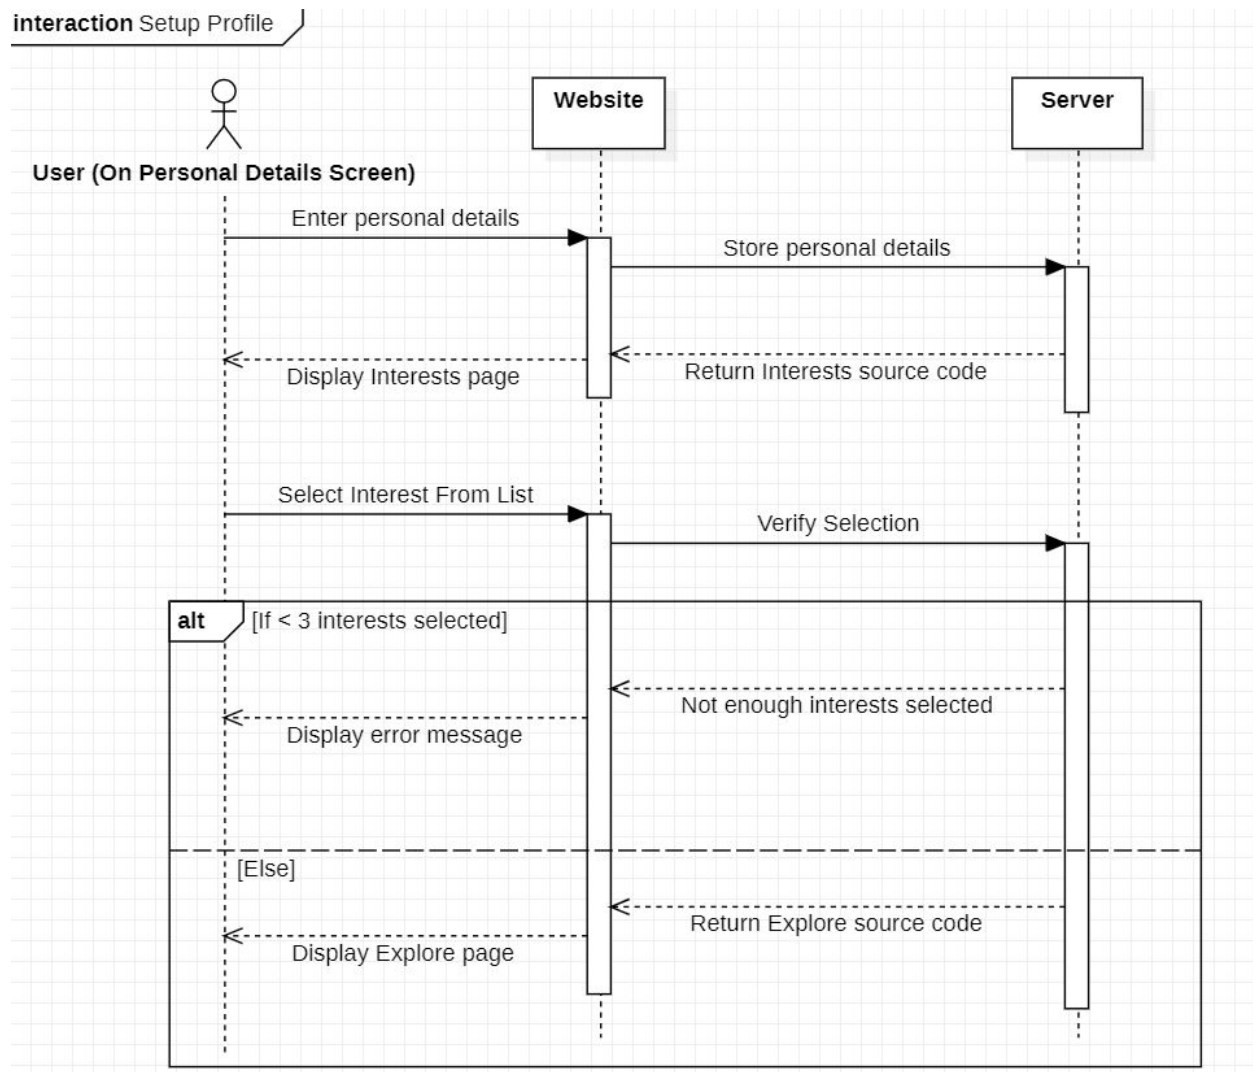 interaction Setup Profile
Website
Server
User (On Personal Details Screen)
Enter personal details
Store personal details
Return Interests source code
Display Interests page
Select Interest From List
Verify Selection
alt [If < 3 interests selected]
Not enough interests selected
Display error message
[Else]
Return Explore source code
Display Explore page